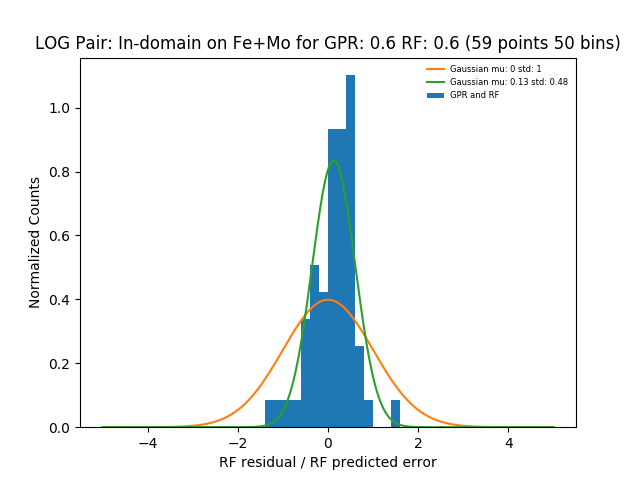 LOG Pair: In-domain on Fe+Mo for GPR: 0.6 RF: 0.6 (59 points 50 bins)
Gaussian mu: 0 std: 1
Gaussian mu: 0.13 std: 0.48
GPR and RF
Normalized Counts
1.0
0.8
0.6
0.4
0.2
0.0
−4 −2 0 2 4
RF residual / RF predicted error